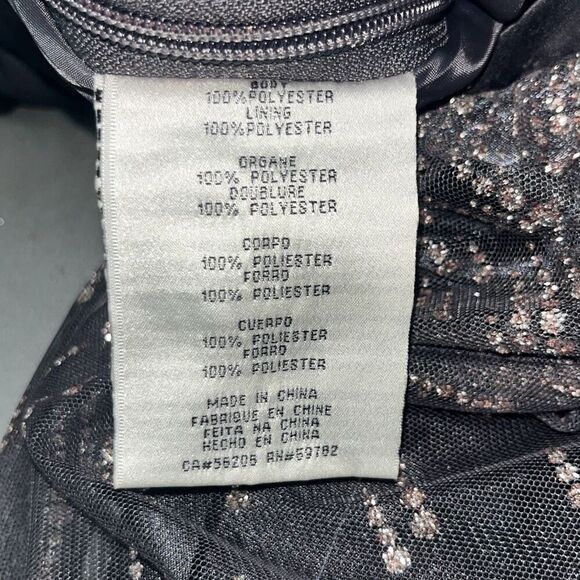 BODY
100%POLYESTER
LINING
100%POLYESTER
ORGANE
100% POLYESTER
DOUBLURE
100% POLYESTER
CORPO
100% POLIESTER
FORRO
100% POLIESTER
CUERPO
100% POLIESTER
FORRO
100% POLIESTER
MADE IN CHINA
FABRIQUE EN CHINE
FEITA NA CHINA
HECHO EN CHINA
CA#56206 RN#69782